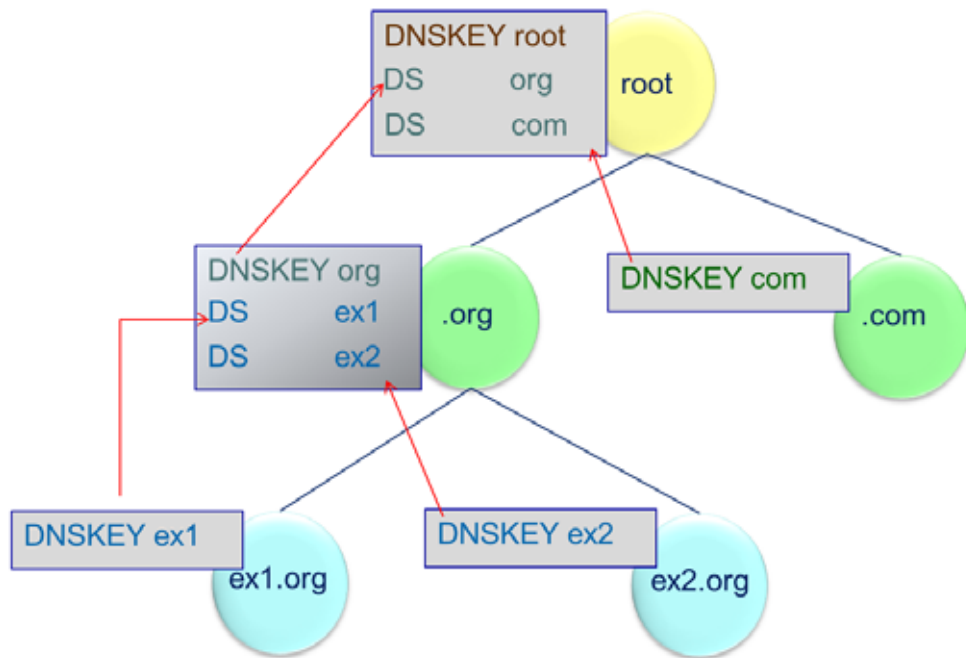 DNSKEY root
DS org
DS com
root
DNSKEY org
DS ex1
DS ex2
.org
DNSKEY com
.com
DNSKEY ex1
ex1.org
DNSKEY ex2
ex2.org